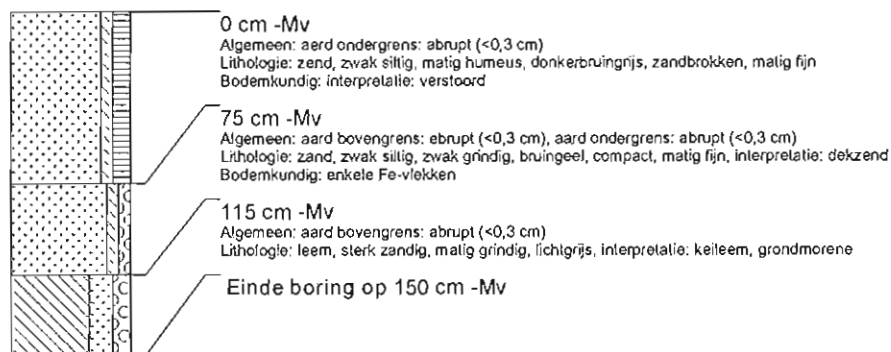 0 cm -Mv
Algemeen: aard ondergrens: abrupt (<0,3 cm)
Lithologie: zand, zwak siltig, matig humeus, donkerbruingrijs, zandbrokken, matig fijn
Bodemkundig: interpretatie: verstoord
75 cm -Mv
Algemeen: aard bovengrens: abrupt (<0,3 cm), aard ondergrens: abrupt (<0,3 cm)
Lithologie: zand, zwak siltig, zwak grindig, bruingeel, compact, matig fijn, interpretatie: dekzand
Bodemkundig: enkele Fe-vlekken
115 cm -Mv
Algemeen: aard bovengrens: abrupt (<0,3 cm)
Lithologie: leem, sterk zandig, matig grindig, lichtgrijs, interpretatie: keileem, grondmorene
Einde boring op 150 cm -Mv